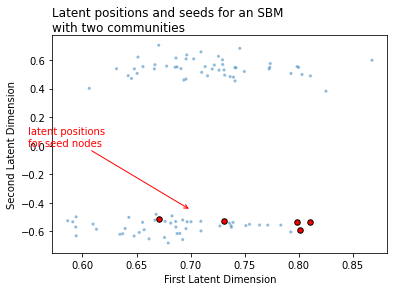 Latent positions and seeds for an SBM
with two communities
Second Latent Dimension
0.6
0.4
0.2
0.0
−0.2
−0.4
−0.6
latent positions
for seed nodes
0.60
0.65
0.70
0.75
0.80
0.85
First Latent Dimension